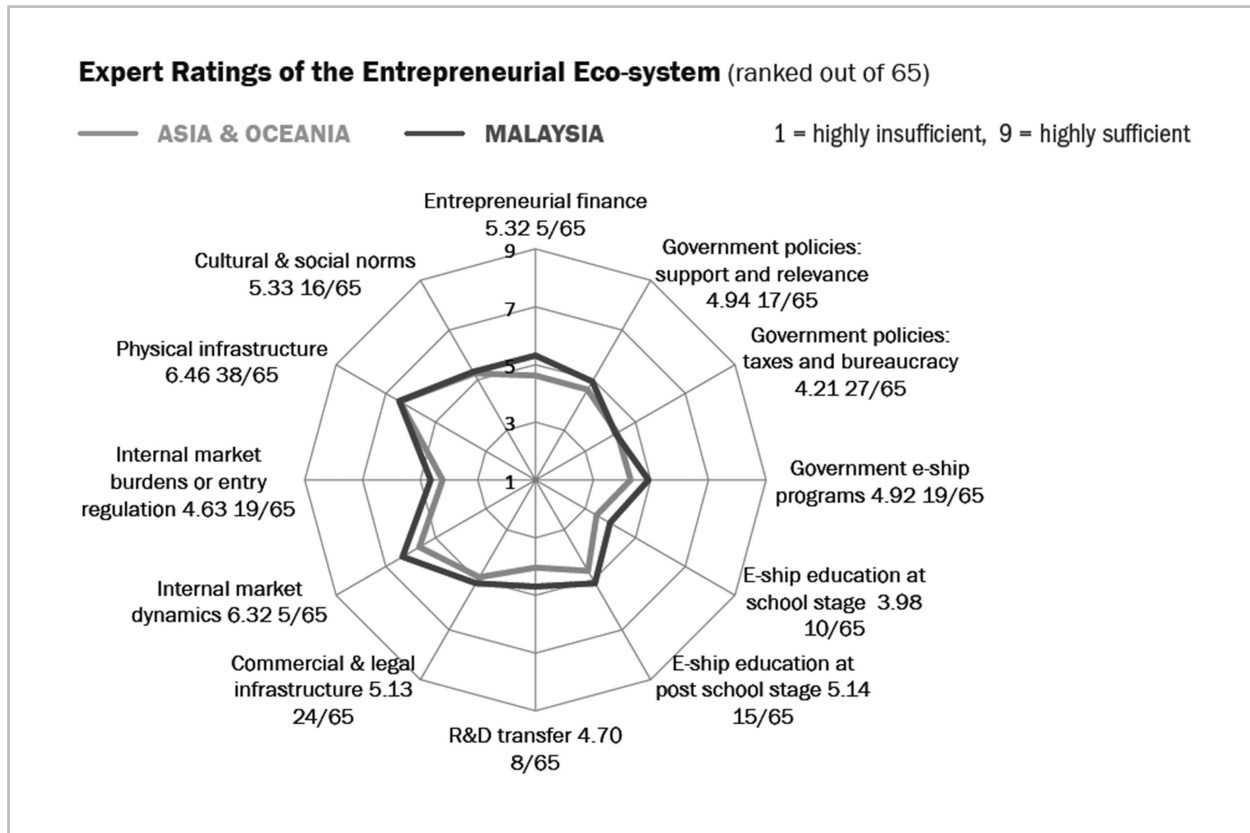 Expert Ratings of the Entrepreneurial Eco-system (ranked out of 65)
ASIA & OCEANIA MALAYSIA 1 = highly insufficient, 9 = highly sufficient
Entrepreneurial finance
5.32 5/65
Government policies:
support and relevance
4.94 17/65
Government policies:
taxes and bureaucracy
4.21 27/65
Government e-ship
programs 4.92 19/65
E-ship education at
school stage 3.98
10/65
E-ship education at
post school stage 5.14
15/65
R&D transfer 4.70
8/65
Commercial & legal
infrastructure 5.13
24/65
Internal market
dynamics 6.32 5/65
Internal market
burdens or entry
regulation 4.63 19/65
Physical infrastructure
6.46 38/65
Cultural & social norms
5.33 16/65
9
7
5
3
1